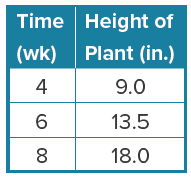 Time Height of
(wk) Plant (in.)
4 9.0
6 13.5
8 18.0